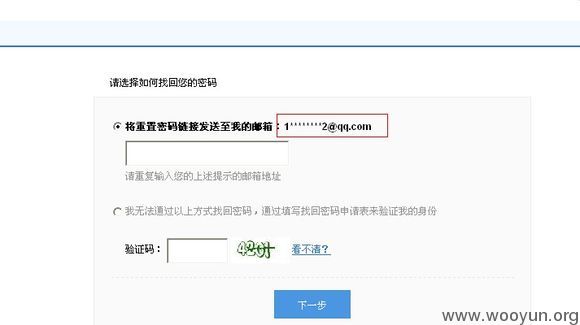 请选择如何找回您的密码
将重置密码链接发送至我的邮箱：1********2@qq.com
请重复输入您的上述提示的邮箱地址
我无法通过以上方式找回密码，通过填写找回密码申请表来验证我的身份
验证码：
看不清？
下一步
www.wooyun.org